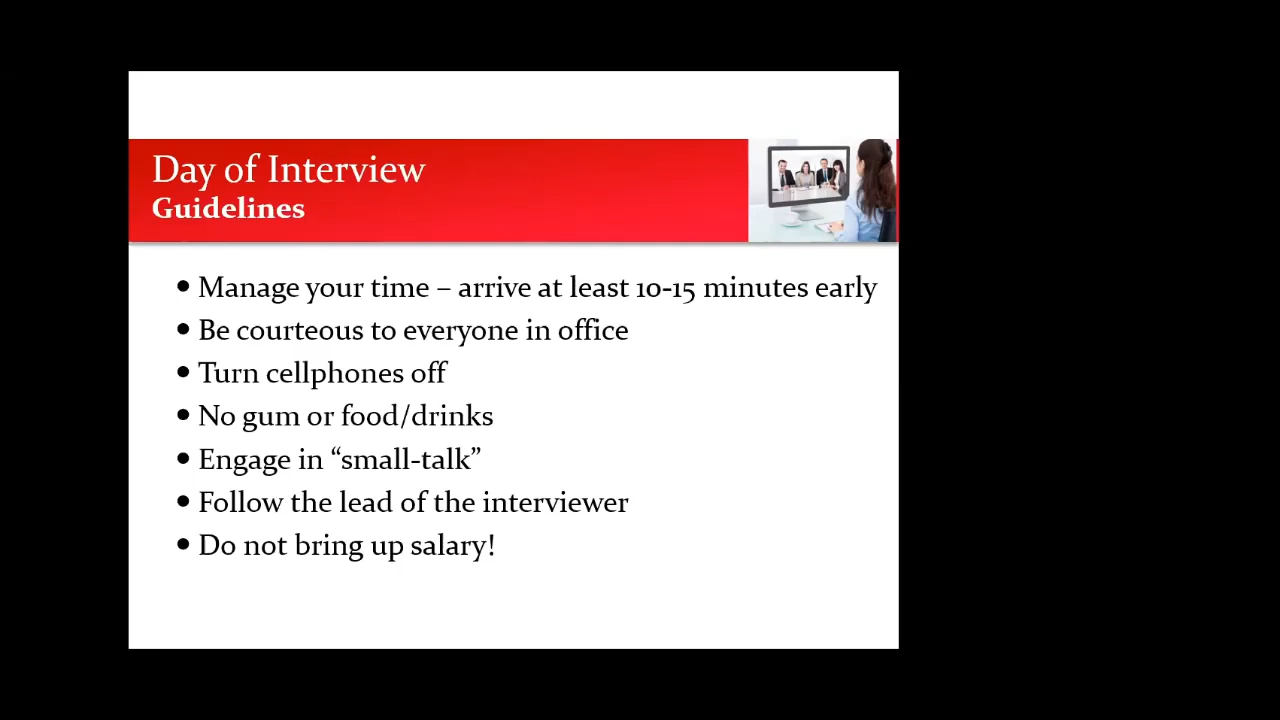 Day of Interview
Guidelines
• Manage your time – arrive at least 10-15 minutes early
• Be courteous to everyone in office
• Turn cellphones off
• No gum or food/drinks
• Engage in “small-talk”
• Follow the lead of the interviewer
• Do not bring up salary!